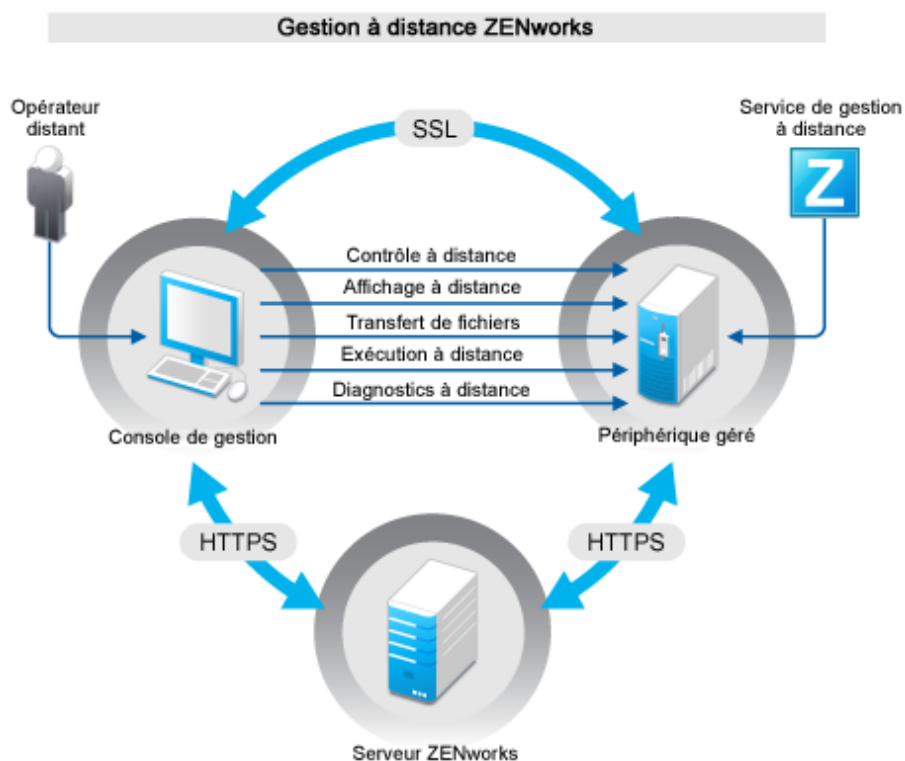 Gestion à distance ZENworks
Opérateur
distant
SSL
Service de gestion
à distance
Z
Contrôle à distance
Affichage à distance
Transfert de fichiers
Exécution à distance
Diagnostics à distance
Console de gestion
Périphérique géré
HTTPS
HTTPS
Serveur ZENworks